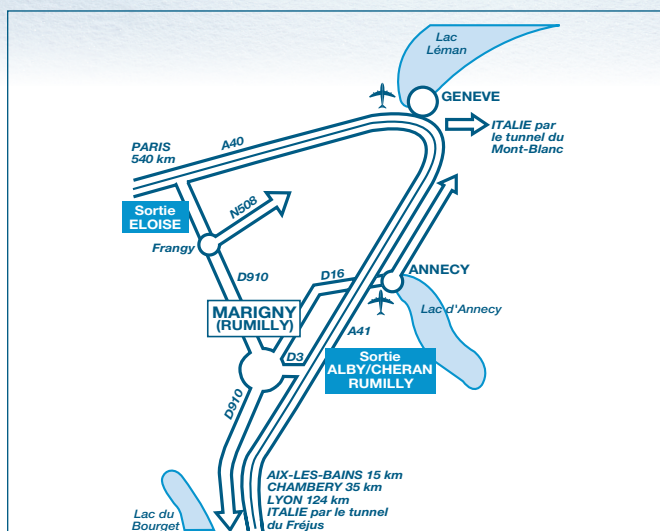 Lac
Léman
GENEVE
ITALIE par
le tunnel du
Mont-Blanc
PARIS
540 km
A40
Sortie
ELOISE
N508
Frangy
D910
D16
ANNECY
Lac d'Annecy
MARIGNY
(RUMILLY)
A41
D3
Sortie
ALBY/CHERAN
RUMILLY
D910
AIX-LES-BAINS 15 km
CHAMBERY 35 km
LYON 124 km
ITALIE par le tunnel
du Fréjus
Lac du
Bourget